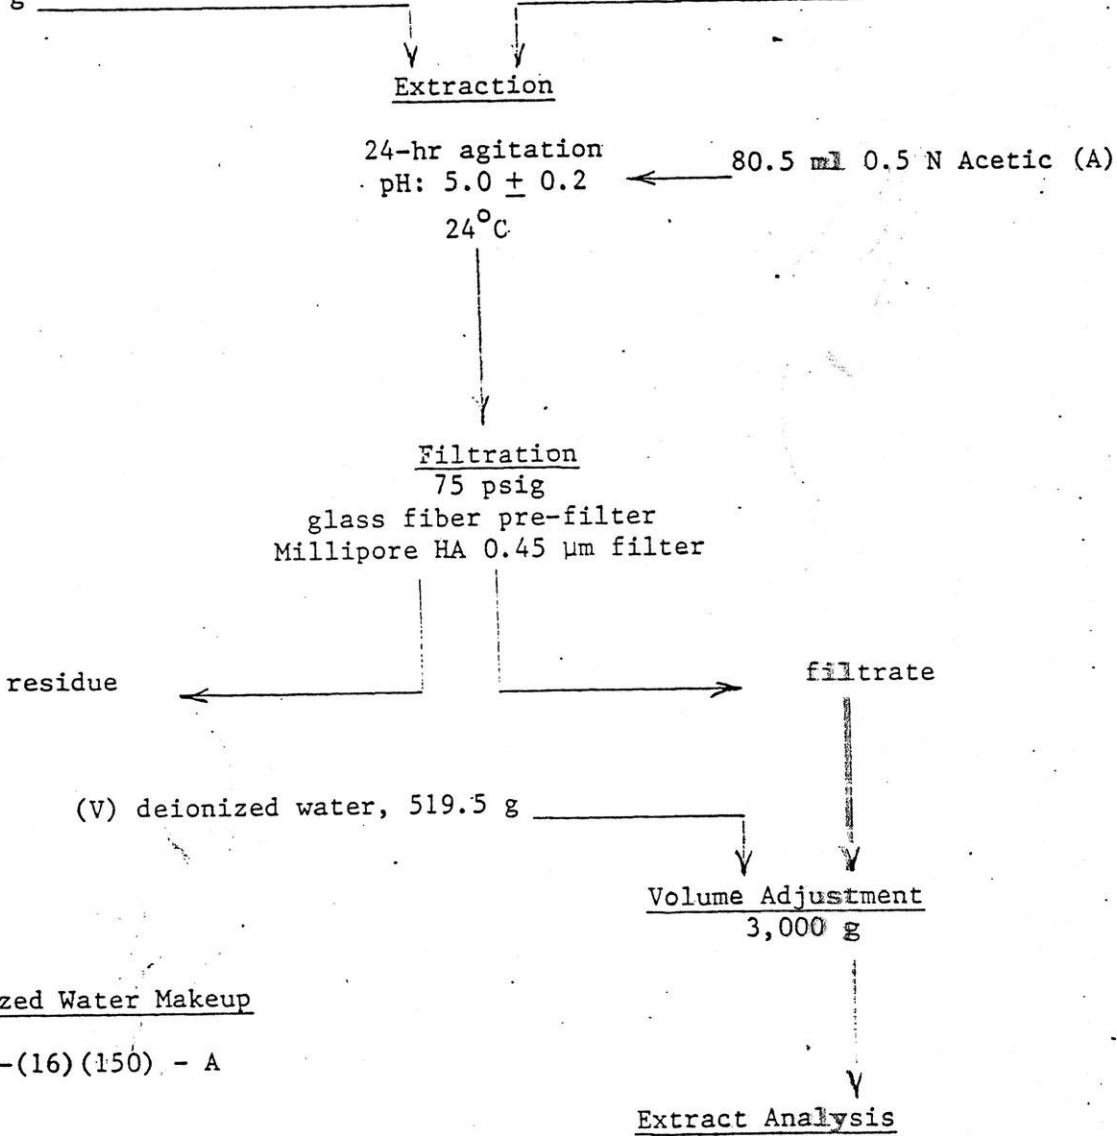 g
Extraction
24-hr agitation
pH: 5.0 ± 0.2
24°C
80.5 ml 0.5 N Acetic (A)
Filtration
75 psig
glass fiber pre-filter
Millipore HA 0.45 μm filter
residue
filtrate
(V) deionized water, 519.5 g
Volume Adjustment
3,000 g
zed Water Makeup
-(16)(150) - A
Extract Analysis